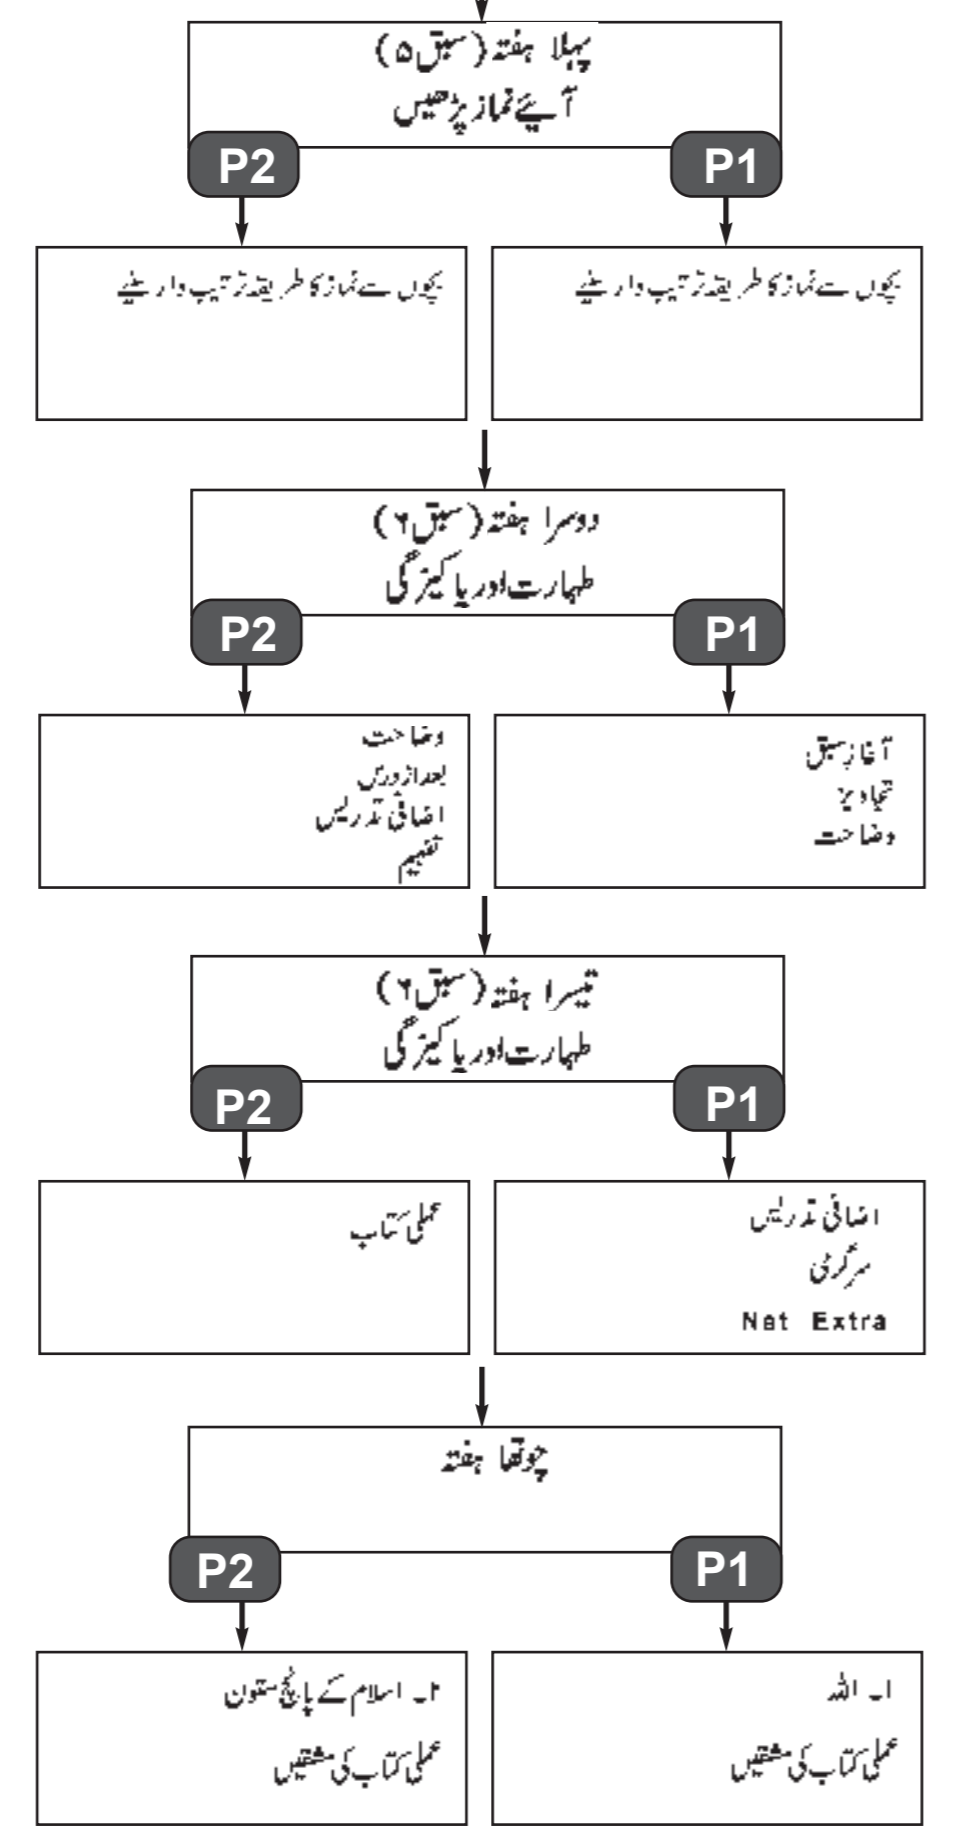 پہلا ہفتہ (سبق ۵)
آیئے نماز پڑھیں
P1
P2
بچوں سے نماز کا طریقہ ترتیب وار سنیے
بچوں سے نماز کا طریقہ ترتیب وار سنیے
دوسرا ہفتہ (سبق ۶)
طہارت اور پاکیزگی
P1
P2
آغازِ سبق
تجاویز
وضاحت
وضاحت
بعد از درس
اضافی تدریس
تفہیم
تیسرا ہفتہ (سبق ۶)
طہارت اور پاکیزگی
P1
P2
اضافی تدریس
سرگرمی
Net Extra
عملی کتاب
چوتھا ہفتہ
P1
P2
۱۔ اللہ
عملی کتاب کی مشقیں
۲۔ اسلام کے پانچ ستون
عملی کتاب کی مشقیں